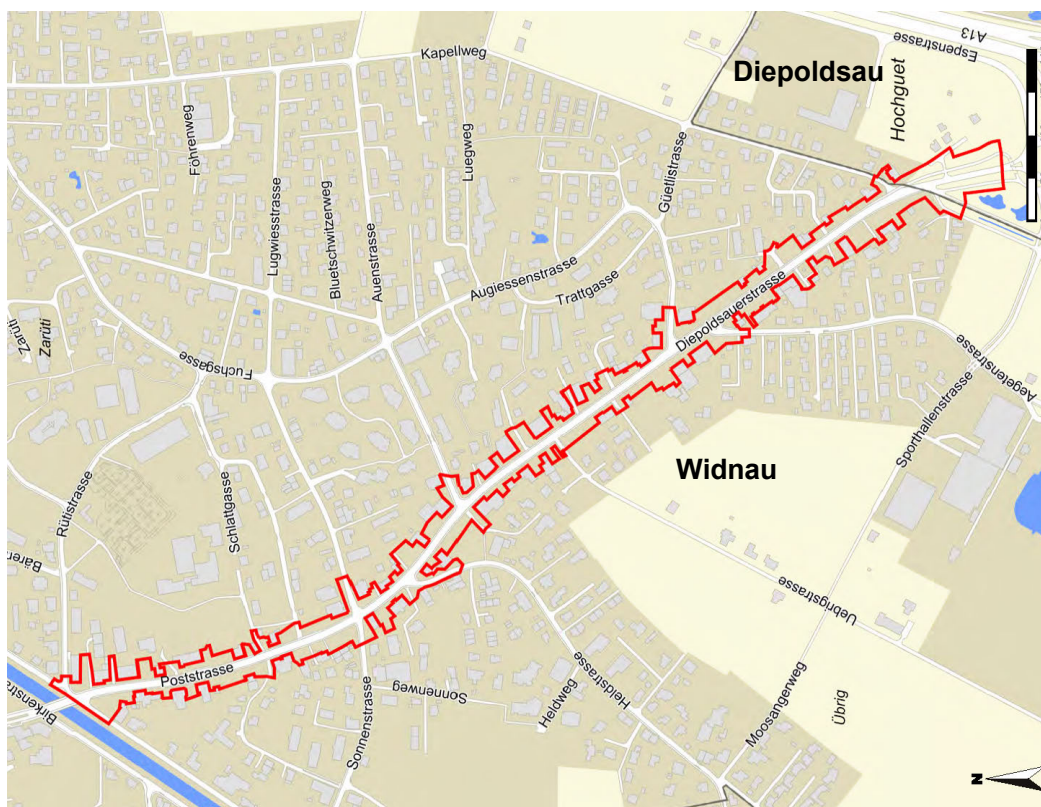 A13
Espenstrasse
Kapellweg
Diepoldsau
Hochguet
Föhrenweg
Luegweg
Güetlistrasse
Lugwiesstrasse
Bluetschwitzerweg
Auenstrasse
Augiessenstrasse
Trattgasse
Diepoldsauerstrasse
Zarüti
Zarüti
Fuchsgasse
Aegetenstrasse
Sporthallenstrasse
Widnau
Rütistrasse
Schlattgasse
Bären
Uebrigstrasse
Poststrasse
Birkenstra
Sonnenstrasse
Sonnenweg
Heldweg
Heldstrasse
Moosangerweg
Übrig
N